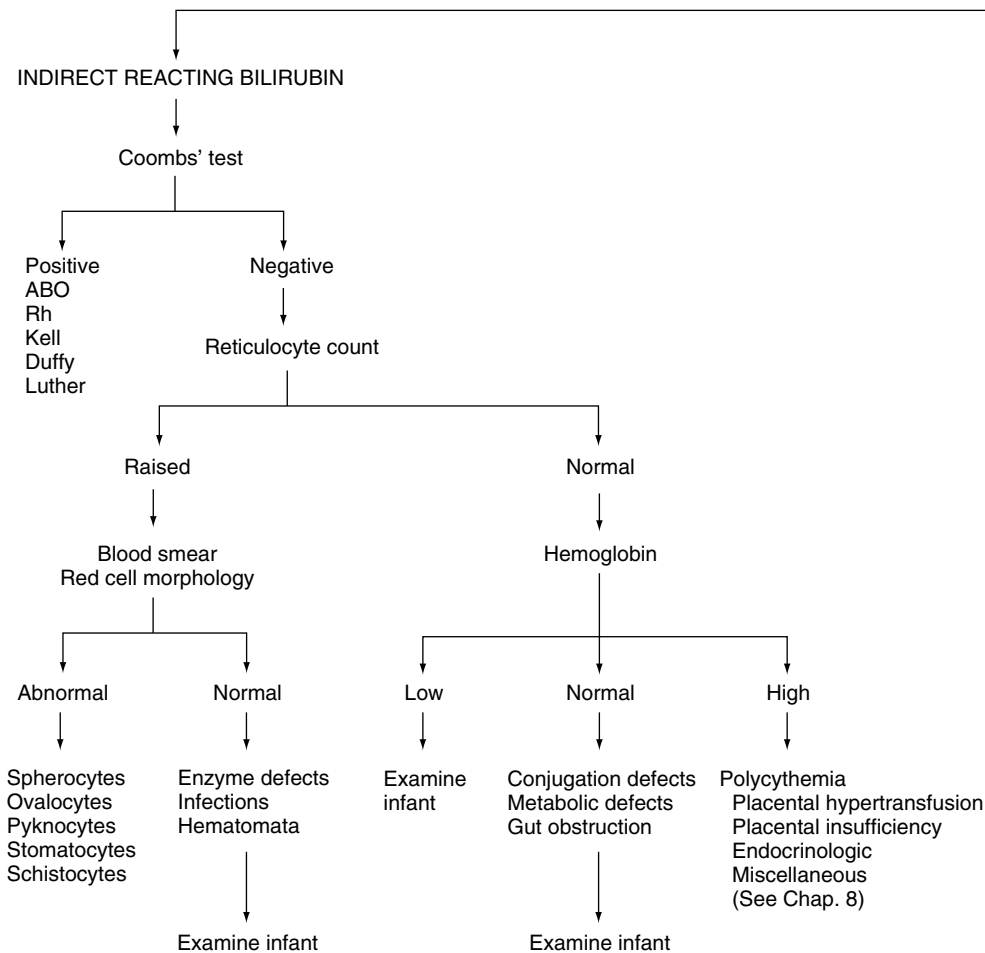 INDIRECT REACTING BILIRUBIN
Coombs' test
Positive
ABO
Rh
Kell
Duffy
Luther
Negative
Reticulocyte count
Raised
Normal
Blood smear
Red cell morphology
Hemoglobin
Abnormal
Normal
Low
Normal
High
Spherocytes
Ovalocytes
Pyknocytes
Stomatocytes
Schistocytes
Enzyme defects
Infections
Hematomata
Examine
infant
Conjugation defects
Metabolic defects
Gut obstruction
Polycythemia
Placental hypertransfusion
Placental insufficiency
Endocrinologic
Miscellaneous
(See Chap. 8)
Examine infant
Examine infant